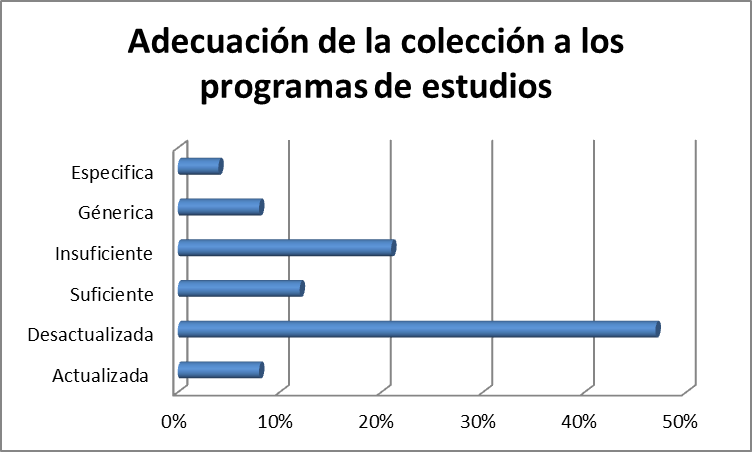 Adecuación de la colección a los
programas de estudios
Especifica
Génerica
Insuficiente
Suficiente
Desactualizada
Actualizada
0% 10% 20% 30% 40% 50%